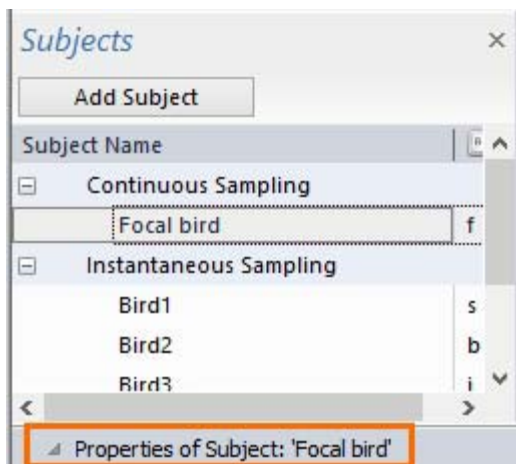 Subjects
Add Subject
Subject Name
Continuous Sampling
Focal bird f
Instantaneous Sampling
Bird1 s
Bird2 b
Bird3 i
Properties of Subject: 'Focal bird'